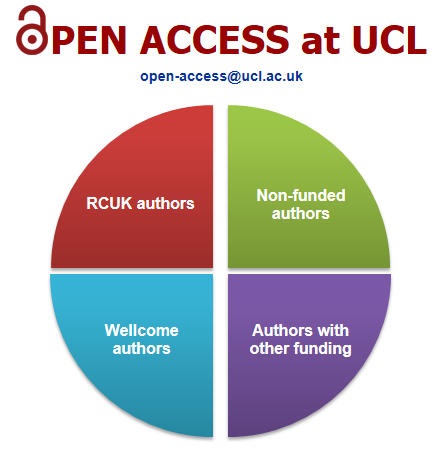 OPEN ACCESS at UCL
open-access@ucl.ac.uk
RCUK authors
Non-funded
authors
Wellcome
authors
Authors with
other funding